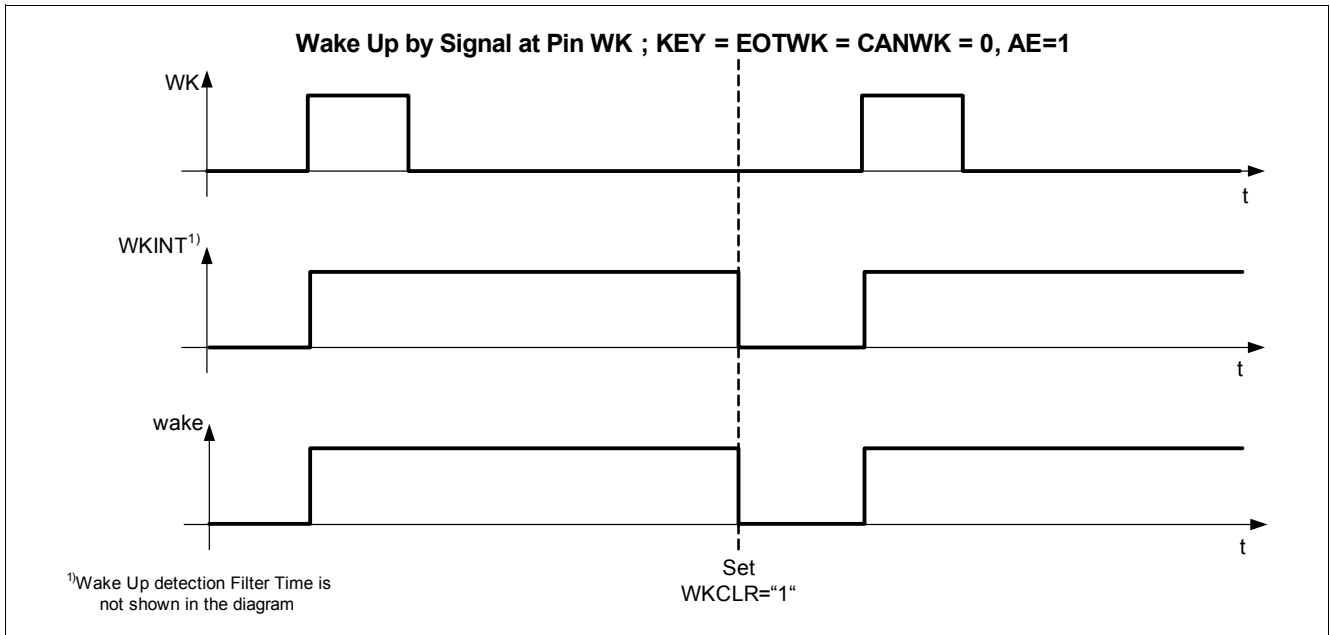 Wake Up by Signal at Pin WK ; KEY = EOTWK = CANWK = 0, AE=1
WK
t
WKINT1)
t
wake
t
Set
WKCLR=“1“
1)Wake Up detection Filter Time is
not shown in the diagram